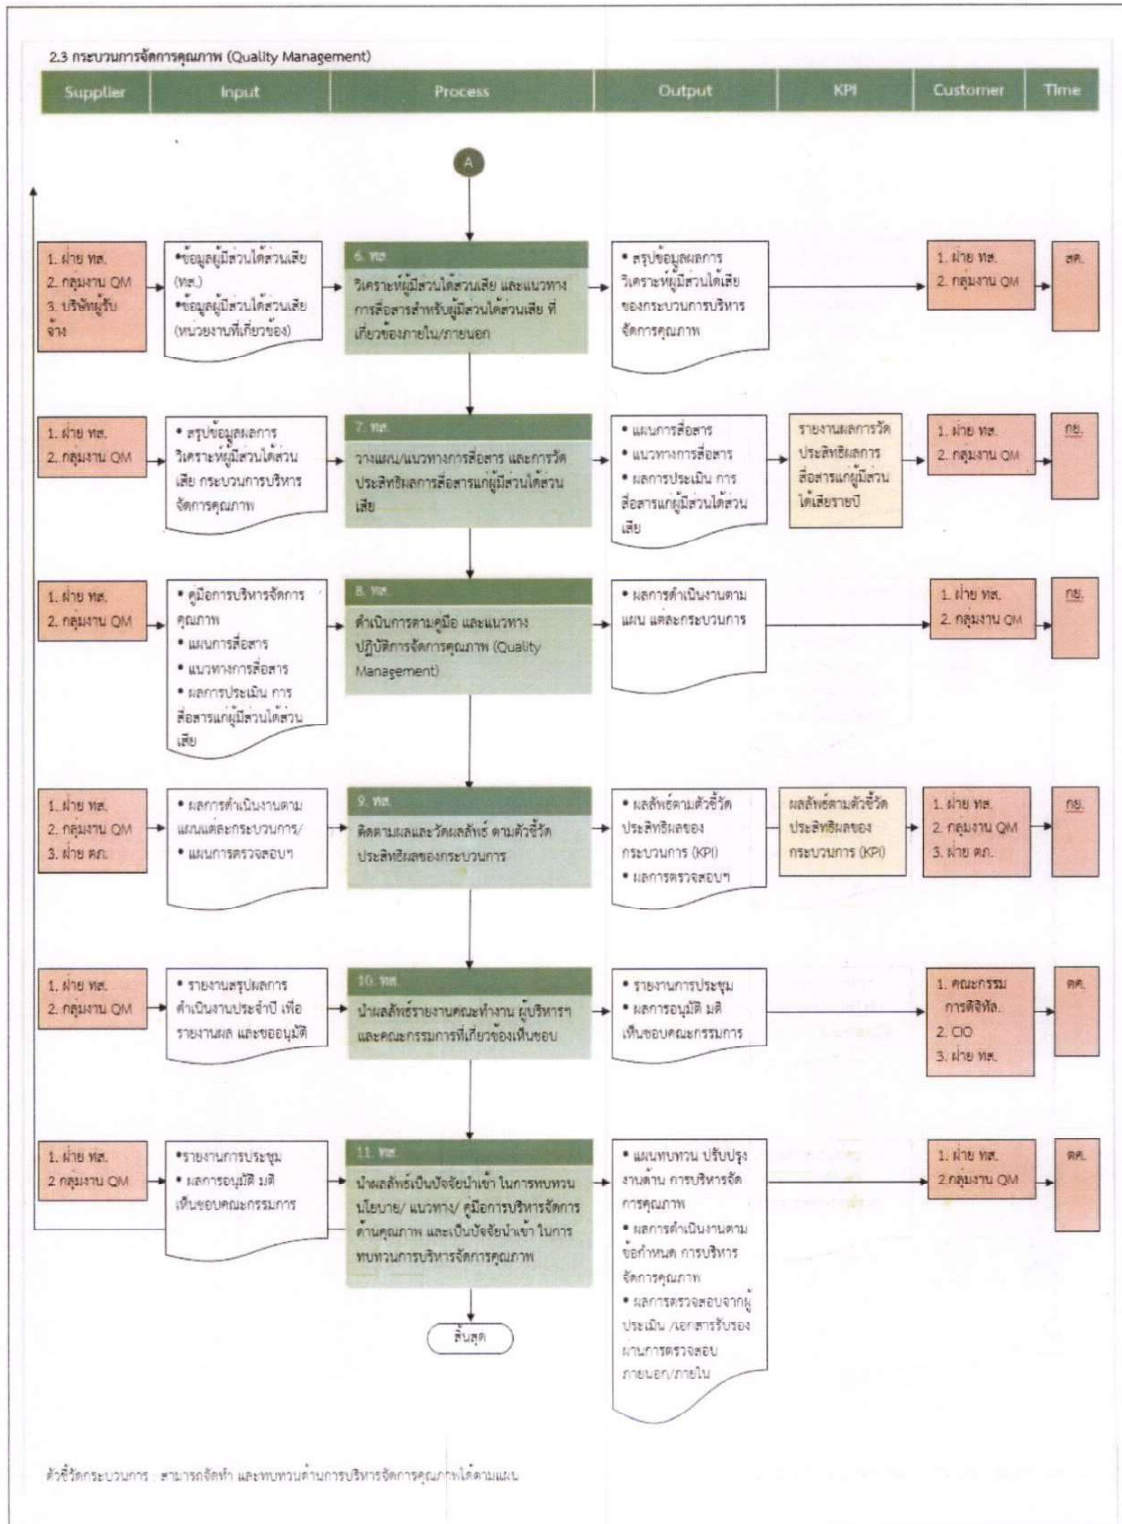 2.3 กระบวนการจัดการคุณภาพ (Quality Management)
Supplier
Input
Process
Output
KPI
Customer
Time
A
1. ฝ่าย ทส.
2. กลุ่มงาน QM
3. บริษัทผู้รับ
จ้าง
•ข้อมูลผู้มีส่วนได้ส่วนเสีย
(ทส.)
•ข้อมูลผู้มีส่วนได้ส่วนเสีย
(หน่วยงานที่เกี่ยวข้อง)
6. ทส.
วิเคราะห์ผู้มีส่วนได้ส่วนเสีย และแนวทาง
การสื่อสารสำหรับผู้มีส่วนได้ส่วนเสีย ที่
เกี่ยวข้องภายใน/ภายนอก
• สรุปข้อมูลผลการ
วิเคราะห์ผู้มีส่วนได้เสีย
ของกระบวนการบริหาร
จัดการคุณภาพ
1. ฝ่าย ทส.
2. กลุ่มงาน QM
สค.
1. ฝ่าย ทส.
2. กลุ่มงาน QM
• สรุปข้อมูลผลการ
วิเคราะห์ผู้มีส่วนได้ส่วน
เสีย กระบวนการบริหาร
จัดการคุณภาพ
7. ทส.
วางแผน/แนวทางการสื่อสาร และการวัด
ประสิทธิผลการสื่อสารแก่ผู้มีส่วนได้ส่วน
เสีย
• แผนการสื่อสาร
• แนวทางการสื่อสาร
• ผลการประเมิน การ
สื่อสารแก่ผู้มีส่วนได้ส่วน
เสีย
รายงานผลการวัด
ประสิทธิผลการ
สื่อสารแก่ผู้มีส่วน
ได้เสียรายปี
1. ฝ่าย ทส.
2. กลุ่มงาน QM
กย.
1. ฝ่าย ทส.
2. กลุ่มงาน QM
• คู่มือการบริหารจัดการ
คุณภาพ
• แผนการสื่อสาร
• แนวทางการสื่อสาร
• ผลการประเมิน การ
สื่อสารแก่ผู้มีส่วนได้ส่วน
เสีย
8. ทส.
ดำเนินการตามคู่มือ และแนวทาง
ปฏิบัติการจัดการคุณภาพ (Quality
Management)
• ผลการดำเนินงานตาม
แผน แต่ละกระบวนการ
1. ฝ่าย ทส.
2. กลุ่มงาน QM
กย.
1. ฝ่าย ทส.
2. กลุ่มงาน QM
3. ฝ่าย ตภ.
• ผลการดำเนินงานตาม
แผนแต่ละกระบวนการ/
• แผนการตรวจสอบฯ
9. ทส.
ติดตามผลและวัดผลลัพธ์ ตามตัวชี้วัด
ประสิทธิผลของกระบวนการ
• ผลลัพธ์ตามตัวชี้วัด
ประสิทธิผลของ
กระบวนการ (KPI)
• ผลการตรวจสอบฯ
ผลลัพธ์ตามตัวชี้วัด
ประสิทธิผลของ
กระบวนการ (KPI)
1. ฝ่าย ทส.
2. กลุ่มงาน QM
3. ฝ่าย ตภ.
กย.
1. ฝ่าย ทส.
2. กลุ่มงาน QM
• รายงานสรุปผลการ
ดำเนินงานประจำปี เพื่อ
รายงานผล และขออนุมัติ
10. ทส.
นำผลลัพธ์รายงานคณะทำงาน ผู้บริหารฯ
และคณะกรรมการที่เกี่ยวข้องเห็นชอบ
• รายงานการประชุม
• ผลการอนุมัติ มติ
เห็นชอบคณะกรรมการ
1. คณะกรรม
การดิจิทัล.
2. CIO
3. ฝ่าย ทส.
ตค.
1. ฝ่าย ทส.
2 กลุ่มงาน QM
•รายงานการประชุม
• ผลการอนุมัติ มติ
เห็นชอบคณะกรรมการ
11. ทส.
นำผลลัพธ์เป็นปัจจัยนำเข้า ในการทบทวน
นโยบาย/ แนวทาง/ คู่มือการบริหารจัดการ
ด้านคุณภาพ และเป็นปัจจัยนำเข้า ในการ
ทบทวนการบริหารจัดการคุณภาพ
• แผนทบทวน ปรับปรุง
งานด้าน การบริหารจัด
การคุณภาพ
• ผลการดำเนินงานตาม
ข้อกำหนด การบริหาร
จัดการคุณภาพ
• ผลการตรวจสอบจากผู้
ประเมิน /เอกสารรับรอง
ผ่านการตรวจสอบ
ภายนอก/ภายใน
1. ฝ่าย ทส.
2.กลุ่มงาน QM
ตค.
สิ้นสุด
ตัวชี้วัดกระบวนการ : สามารถจัดทำ และทบทวนด้านการบริหารจัดการคุณภาพได้ตามแผน